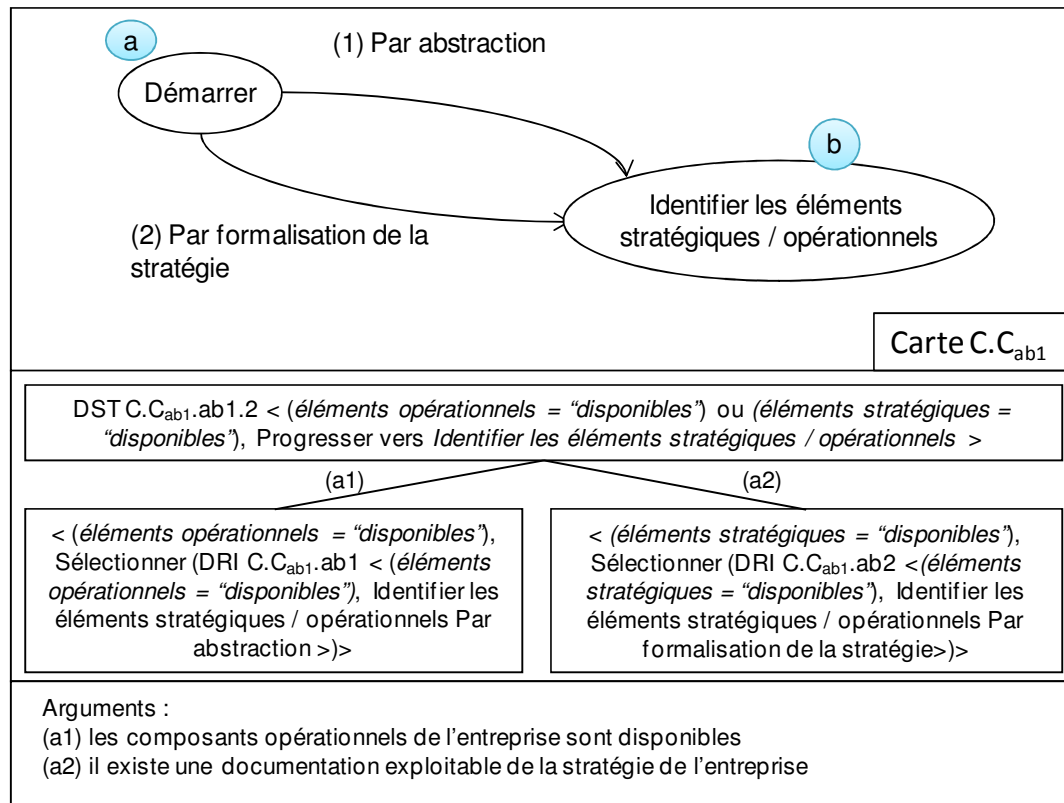 a
(1) Par abstraction
Démarrer
b
Identifier les éléments
stratégiques / opérationnels
(2) Par formalisation de la
stratégie
Carte C.Cab1
DST C.Cab1.ab1.2 < (éléments opérationnels = “disponibles”) ou (éléments stratégiques =
“disponibles”), Progresser vers Identifier les éléments stratégiques / opérationnels >
(a1)
(a2)
< (éléments opérationnels = “disponibles”),
Sélectionner (DRI C.Cab1.ab1 < (éléments
opérationnels = “disponibles”), Identifier les
éléments stratégiques / opérationnels Par
abstraction >)>
< (éléments stratégiques = “disponibles”),
Sélectionner (DRI C.Cab1.ab2 <(éléments
stratégiques = “disponibles”), Identifier les
éléments stratégiques / opérationnels Par
formalisation de la stratégie>)>
Arguments :
(a1) les composants opérationnels de l’entreprise sont disponibles
(a2) il existe une documentation exploitable de la stratégie de l’entreprise